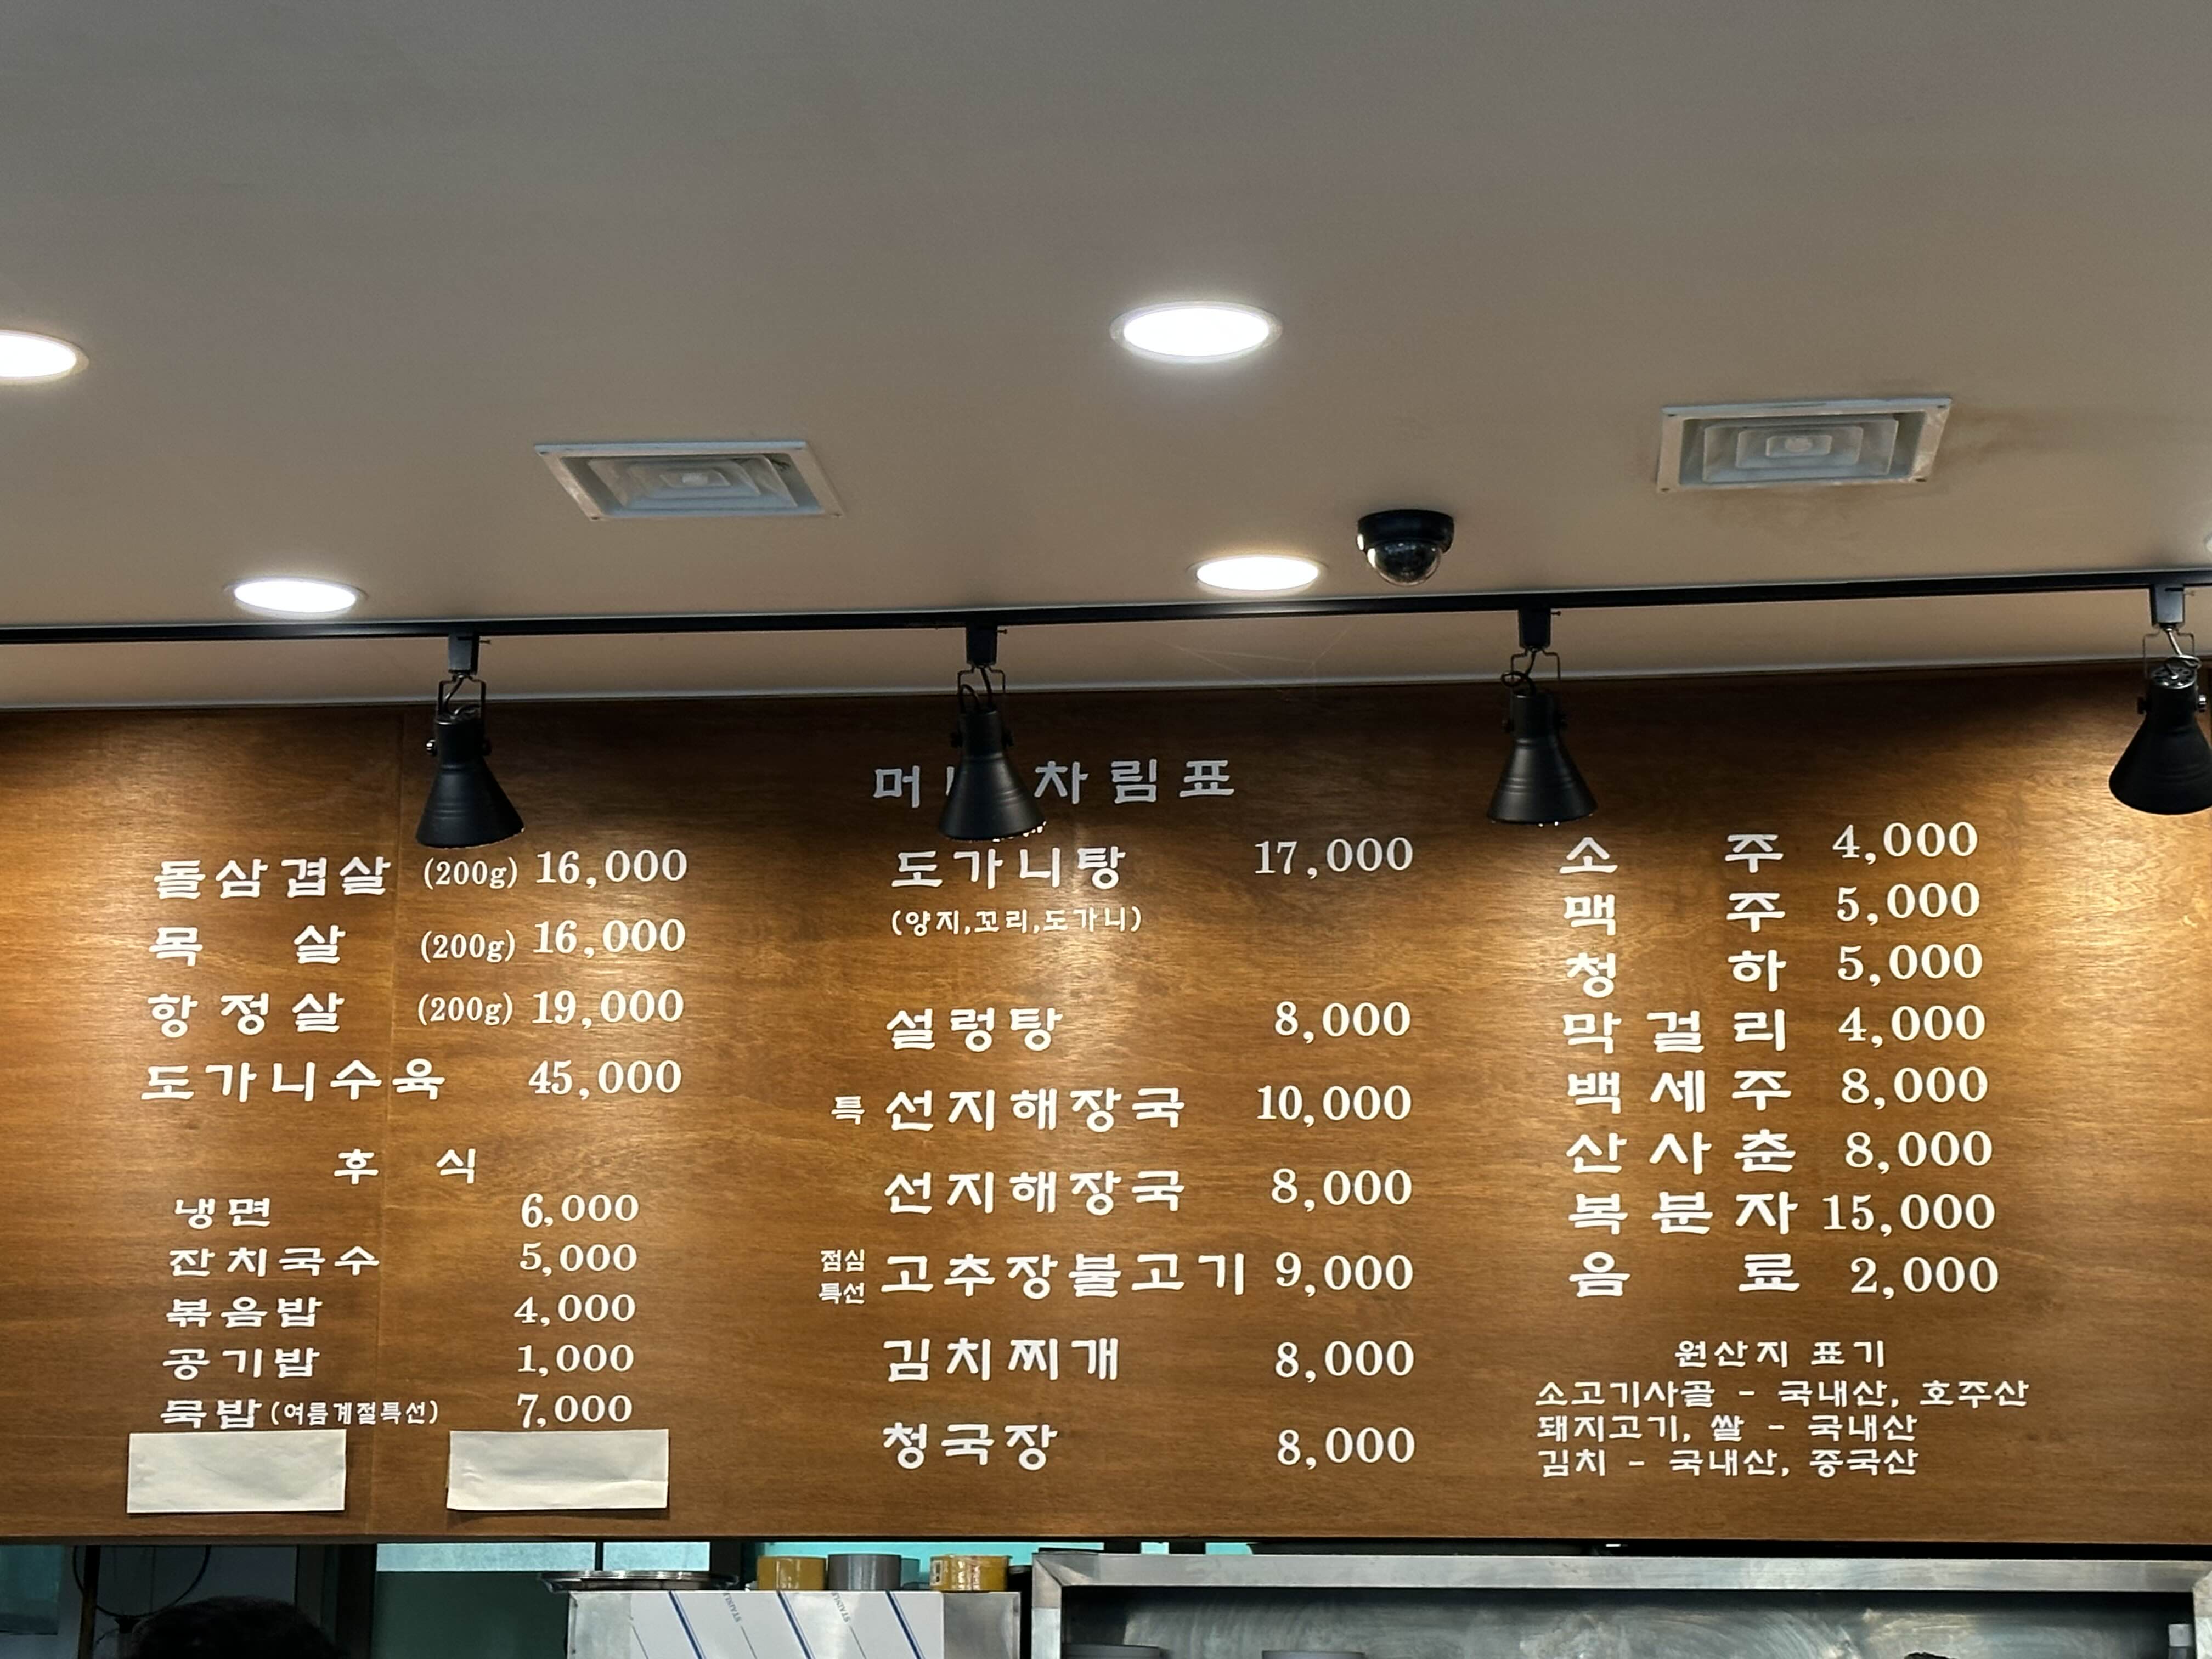 차림표
돌삼겹살 (200g) 16,000
목 살 (200g) 16,000
항정살 (200g) 19,000
도가니수육 45,000
후 식
냉면 6,000
잔치국수 5,000
볶음밥 4,000
공기밥 1,000
묵밥 (여름계절특선) 7,000
도가니탕 17,000
(양지,꼬리,도가니)
설렁탕 8,000
특 선지해장국 10,000
선지해장국 8,000
점심 특선 고추장불고기 9,000
김치찌개 8,000
청국장 8,000
소 주 4,000
맥 주 5,000
청 하 5,000
막걸리 4,000
백세주 8,000
산사춘 8,000
복분자 15,000
음 료 2,000
원산지 표기
소고기사골 - 국내산, 호주산
돼지고기, 쌀 - 국내산
김치 - 국내산, 중국산